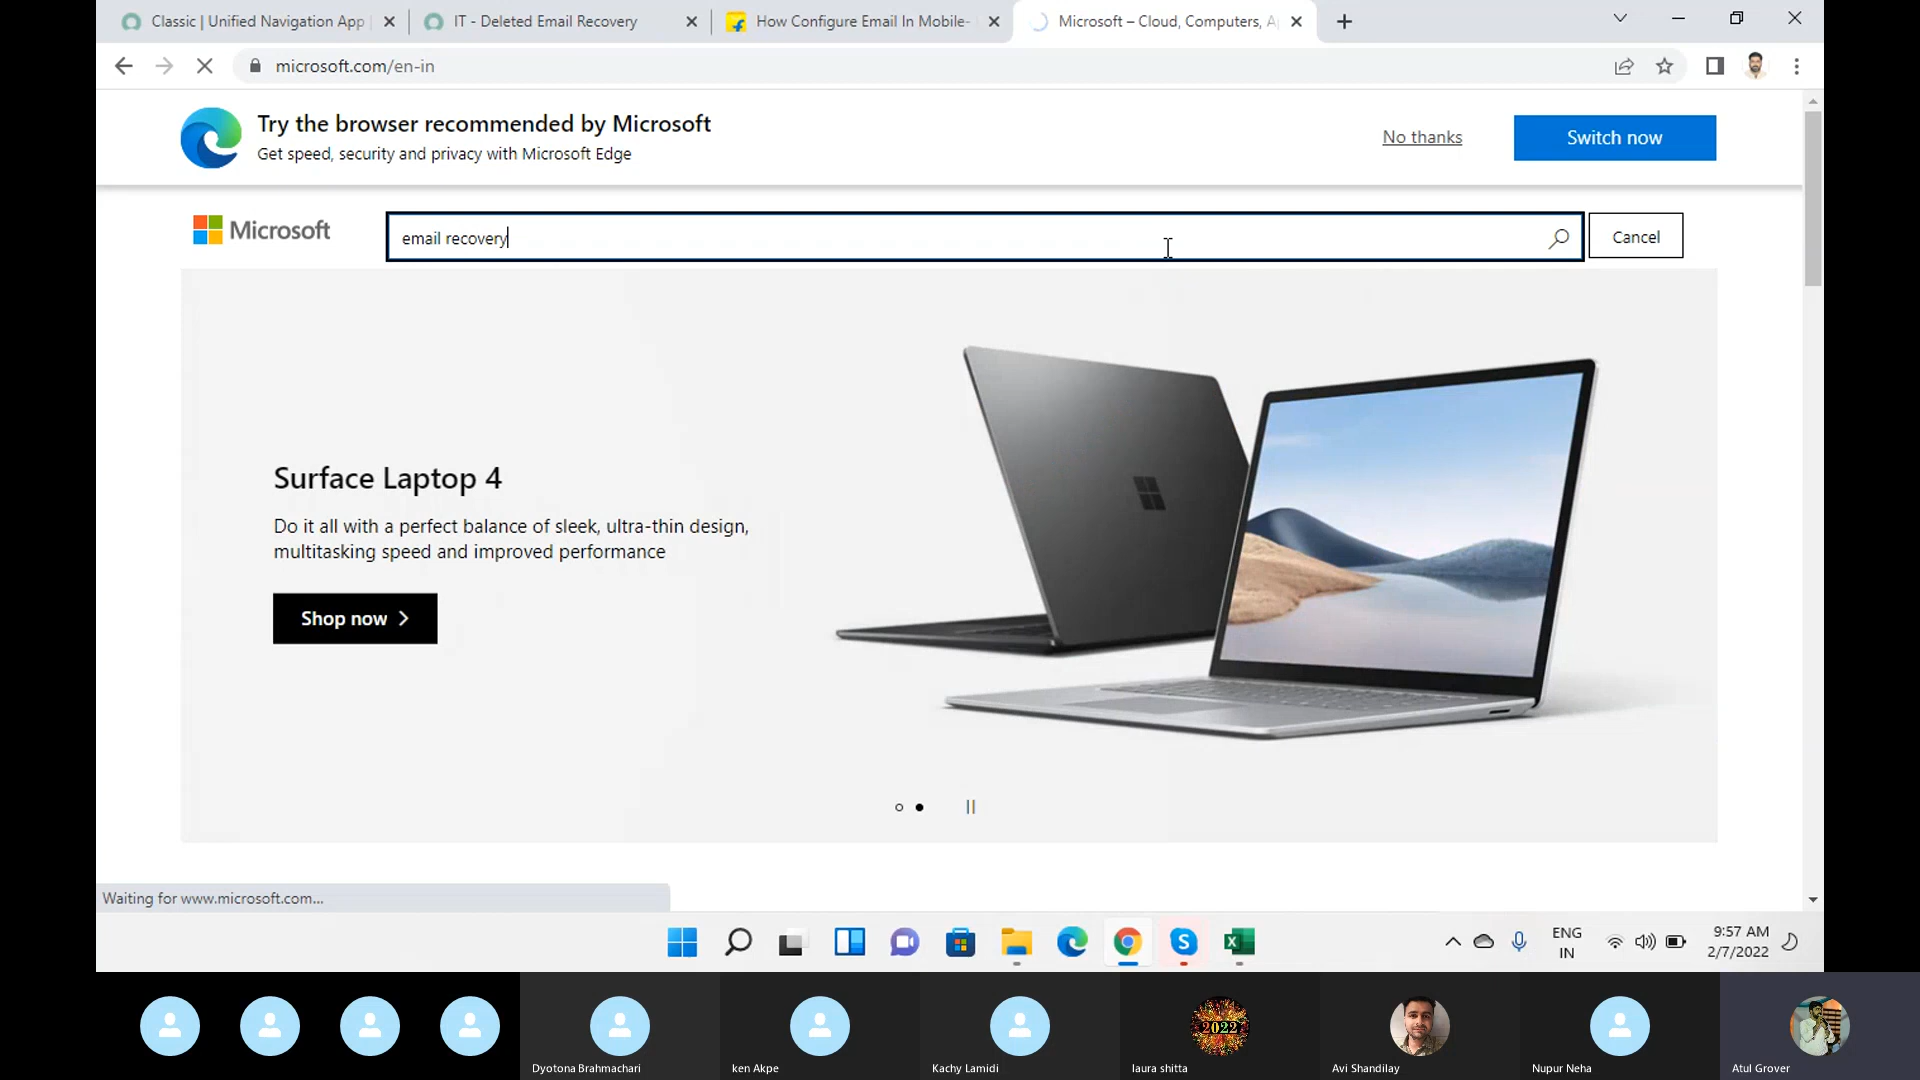 Classic | Unified Navigation App
IT - Deleted Email Recovery
How Configure Email In Mobile-
Microsoft – Cloud, Computers, A
microsoft.com/en-in
Try the browser recommended by Microsoft
Get speed, security and privacy with Microsoft Edge
No thanks
Switch now
Microsoft
email recovery
Cancel
Surface Laptop 4
Do it all with a perfect balance of sleek, ultra-thin design,
multitasking speed and improved performance
Shop now
Waiting for www.microsoft.com...
ENG
IN
9:57 AM
2/7/2022
2022
Dyotona Brahmachari
ken Akpe
Kachy Lamidi
laura shitta
Avi Shandilay
Nupur Neha
Atul Grover